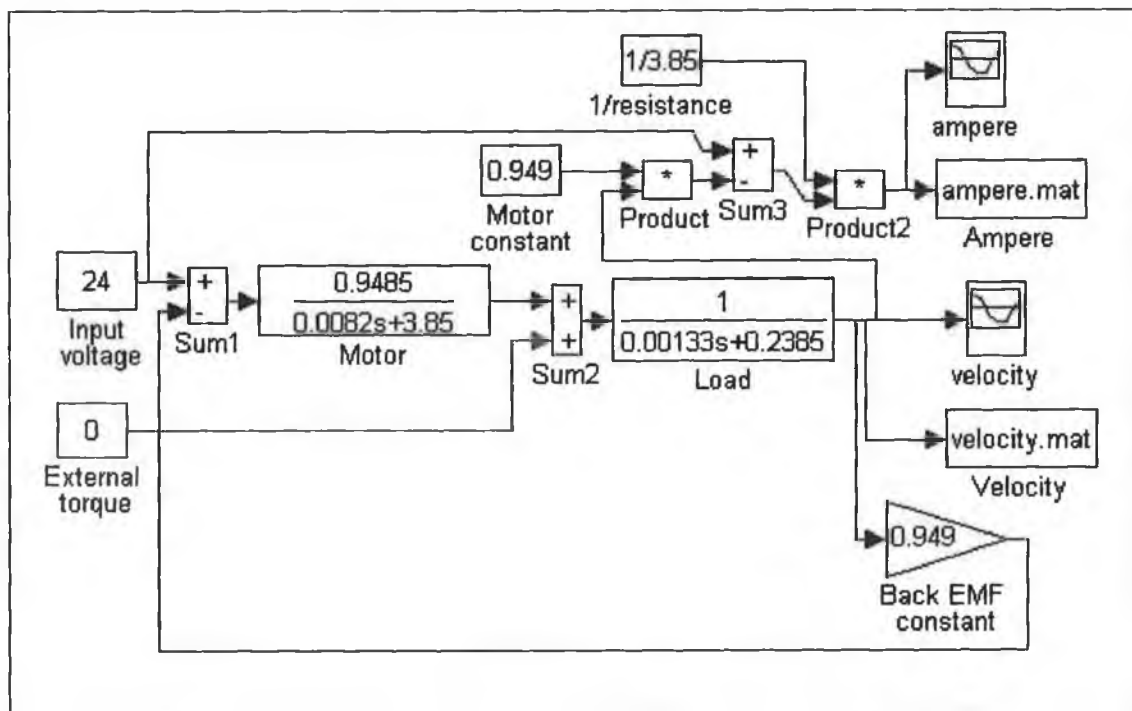 1/3.85
1/resistance
ampere
0.949
*
+
-
*
ampere.mat
Motor
constant
Product
Sum3
Product2
Ampere
24
+
-
0.9485
0.0082s+3.85
+
+
1
0.00133s+0.2385
Input
voltage
Sum1
Motor
Sum2
Load
velocity
0
External
torque
velocity.mat
Velocity
0.949
Back EMF
constant